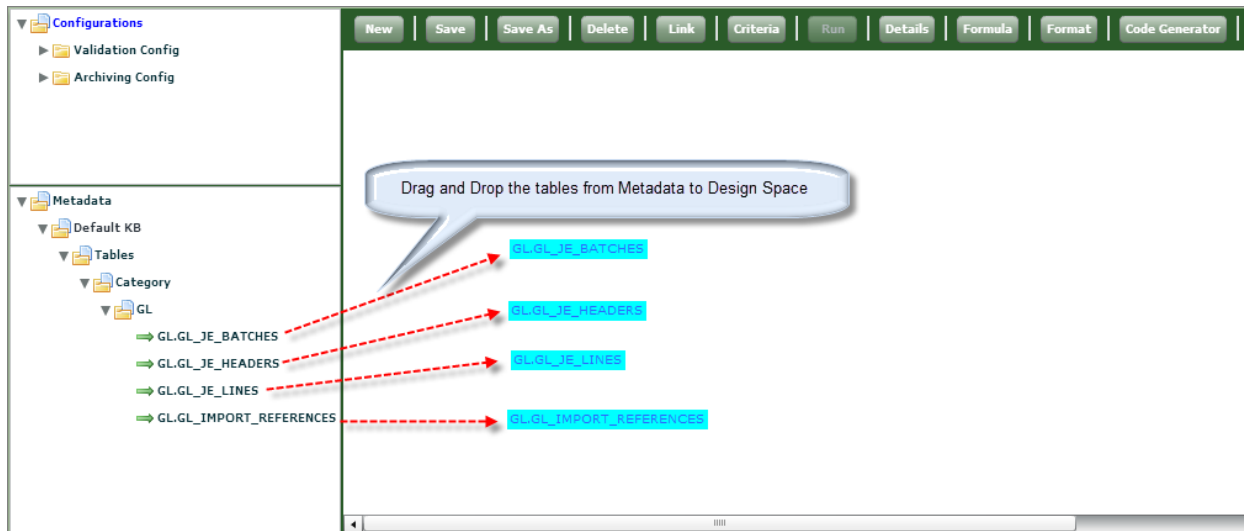 Configurations
Validation Config
Archiving Config
New Save Save As Delete Link Criteria Run Details Formula Format Code Generator
Drag and Drop the tables from Metadata to Design Space
Metadata
Default KB
Tables
Category
GL
GL.GL_JE_BATCHES
GL.GL_JE_HEADERS
GL.GL_JE_LINES
GL.GL_IMPORT_REFERENCES
GL.GL_JE_BATCHES
GL.GL_JE_HEADERS
GL.GL_JE_LINES
GL.GL_IMPORT_REFERENCES